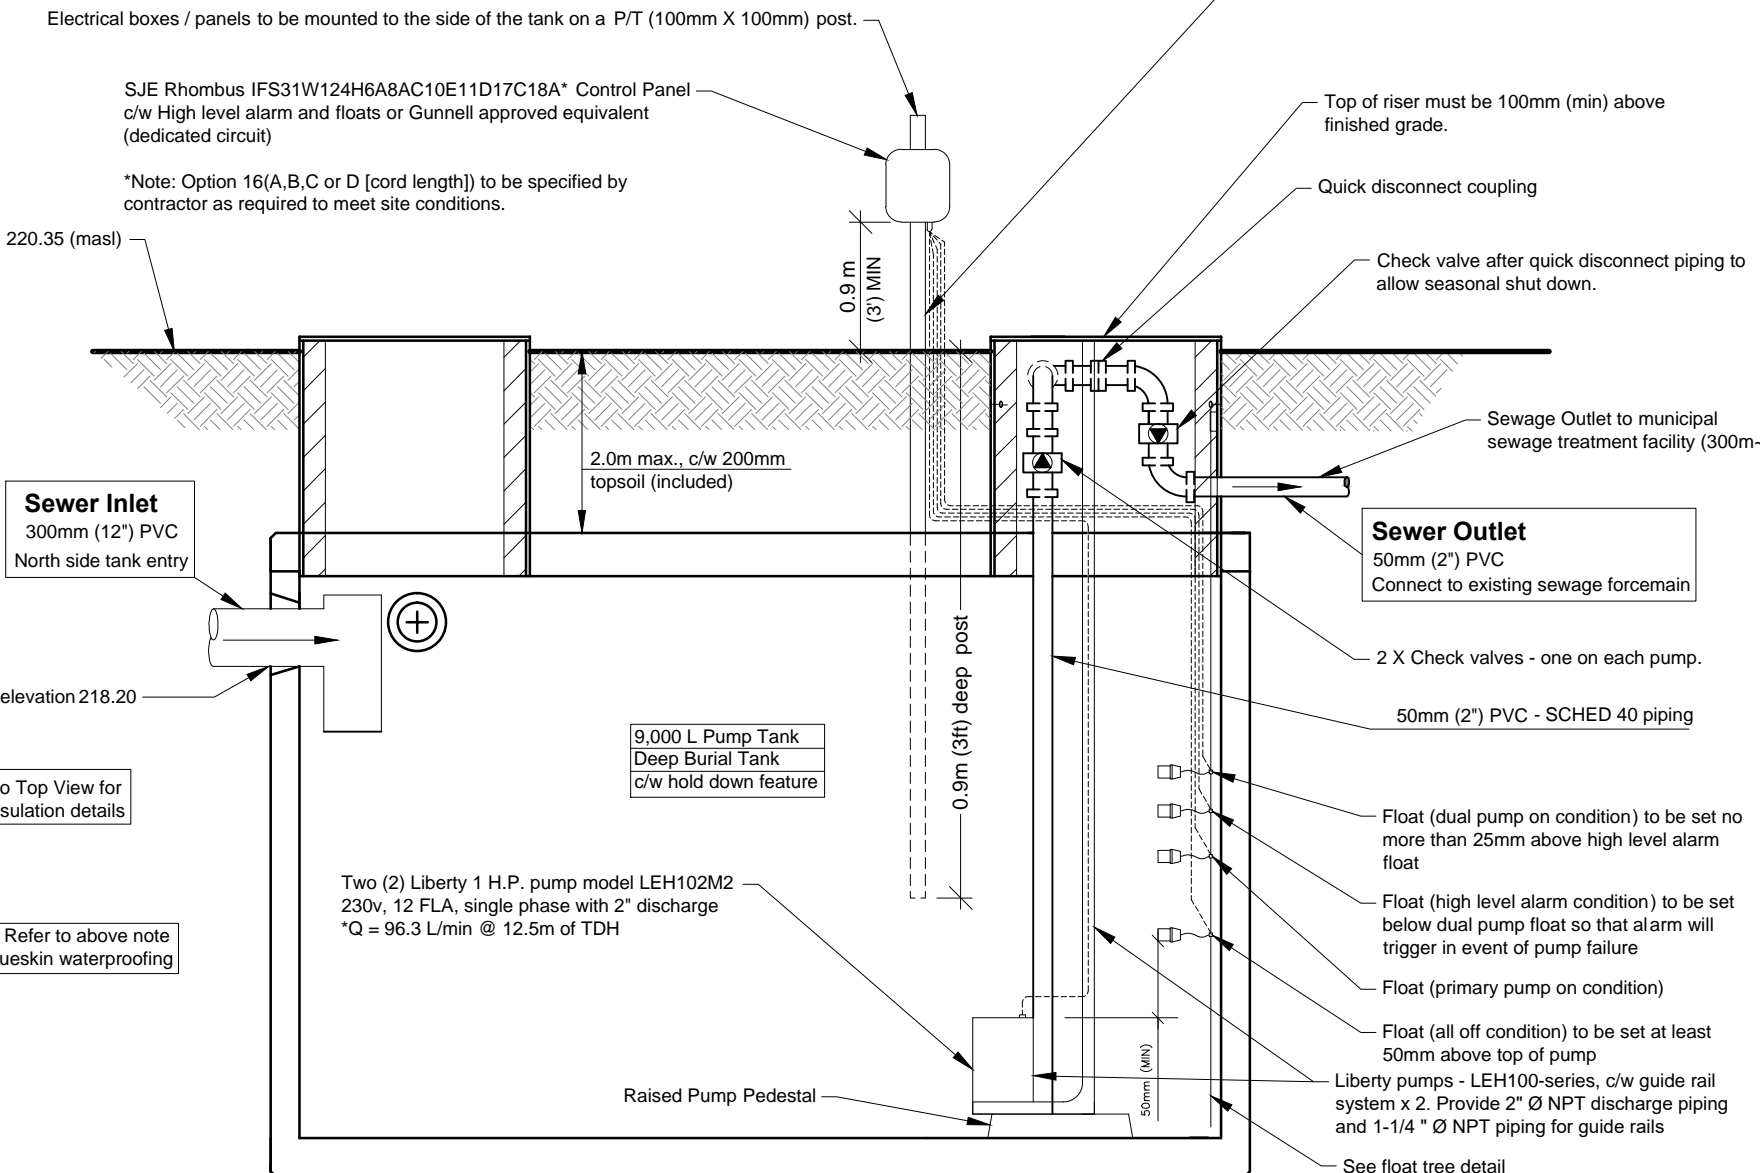 Electrical boxes / panels to be mounted to the side of the tank on a P/T (100mm X 100mm) post.
SJE Rhombus IFS31W124H6A8AC10E11D17C18A* Control Panel
c/w High level alarm and floats or Gunnell approved equivalent
(dedicated circuit)
*Note: Option 16(A,B,C or D [cord length]) to be specified by
contractor as required to meet site conditions.
220.35 (masl)
0.9 m
(3') MIN
Top of riser must be 100mm (min) above
finished grade.
Quick disconnect coupling
Check valve after quick disconnect piping to
allow seasonal shut down.
Sewage Outlet to municipal
sewage treatment facility (300m-
2.0m max., c/w 200mm
topsoil (included)
Sewer Inlet
300mm (12") PVC
North side tank entry
Sewer Outlet
50mm (2") PVC
Connect to existing sewage forcemain
2 X Check valves - one on each pump.
elevation 218.20
50mm (2") PVC - SCHED 40 piping
0.9m (3ft) deep post
9,000 L Pump Tank
Deep Burial Tank
c/w hold down feature
o Top View for
sulation details
Float (dual pump on condition) to be set no
more than 25mm above high level alarm
float
Two (2) Liberty 1 H.P. pump model LEH102M2
230v, 12 FLA, single phase with 2" discharge
*Q = 96.3 L/min @ 12.5m of TDH
Float (high level alarm condition) to be set
below dual pump float so that alarm will
trigger in event of pump failure
Refer to above note
ueskin waterproofing
Float (primary pump on condition)
Float (all off condition) to be set at least
50mm above top of pump
50mm (MIN)
Raised Pump Pedestal
Liberty pumps - LEH100-series, c/w guide rail
system x 2. Provide 2" Ø NPT discharge piping
and 1-1/4 " Ø NPT piping for guide rails
See float tree detail